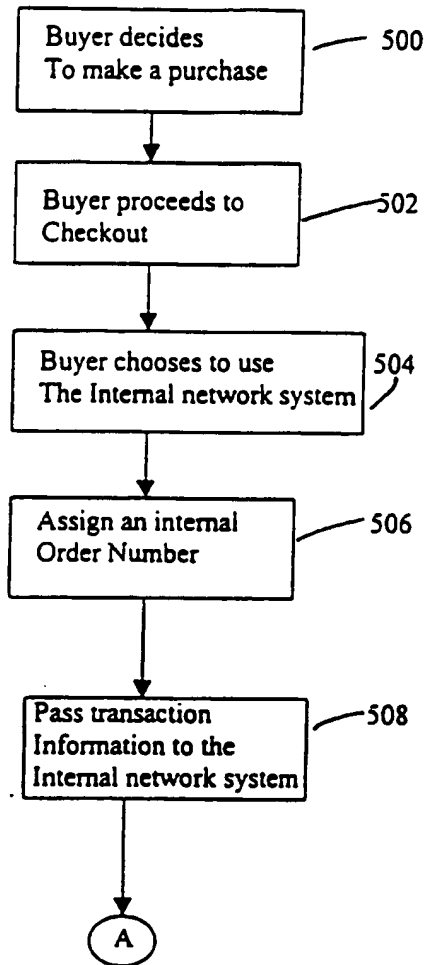 Buyer decides
To make a purchase
500
Buyer proceeds to
Checkout
502
Buyer chooses to use
The Internal network system
504
Assign an internal
Order Number
506
Pass transaction
Information to the
Internal network system
508
A